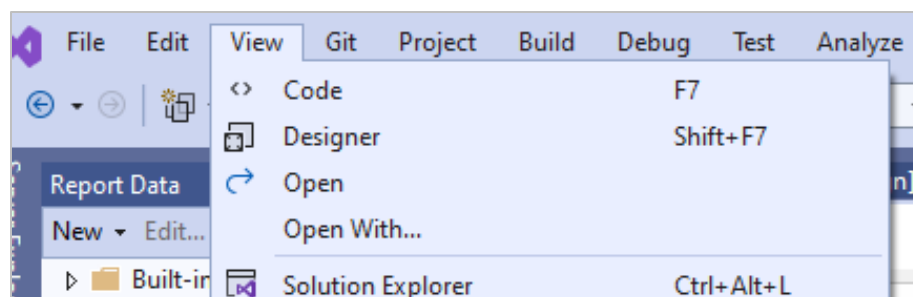 File Edit View Git Project Build Debug Test Analyze
Code F7
Designer Shift+F7
Report Data
Open
New Edit...
Open With...
Built-in
Solution Explorer Ctrl+Alt+L